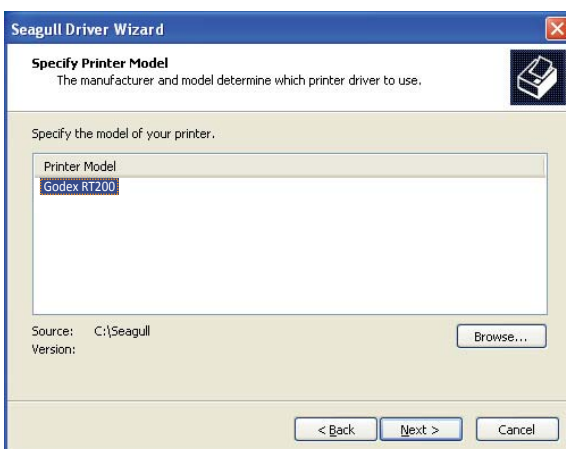 Seagull Driver Wizard
Specify Printer Model
The manufacturer and model determine which printer driver to use.
Specify the model of your printer.
Printer Model
Godex RT200
Source: C:\Seagull
Browse...
Version:
< Back Next > Cancel